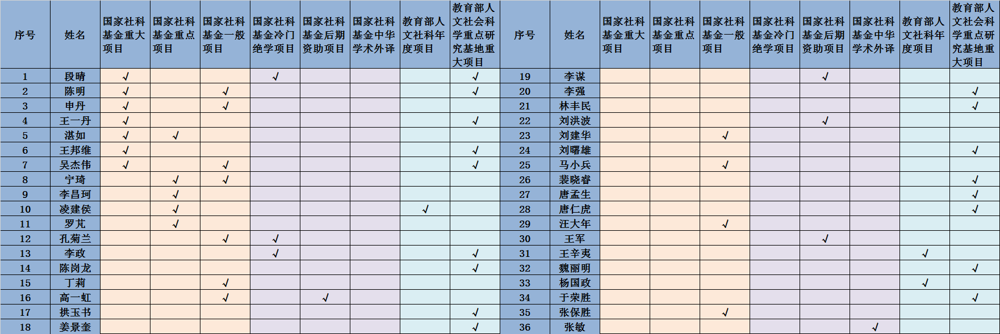 序号 姓名 国家社科基金重大项目 国家社科基金重点项目 国家社科基金一般项目 国家社科基金冷门绝学项目 国家社科基金后期资助项目 国家社科基金中华学术外译 教育部人文社科年度项目 教育部人文社会科学重点研究基地重大项目 序号 姓名 国家社科基金重大项目 国家社科基金重点项目 国家社科基金一般项目 国家社科基金冷门绝学项目 国家社科基金后期资助项目 国家社科基金中华学术外译 教育部人文社科年度项目 教育部人文社会科学重点研究基地重大项目
1 段晴 √ √ √ 19 李谋 √
2 陈明 √ √ √ 20 李强 √
3 申丹 √ √ 21 林丰民 √
4 王一丹 √ √ 22 刘洪波 √
5 湛如 √ √ 23 刘建华 √
6 王邦维 √ √ 24 刘曙雄 √
7 吴杰伟 √ √ √ 25 马小兵 √
8 宁琦 √ √ 26 裴晓睿 √
9 李昌珂 √ 27 唐孟生 √
10 凌建侯 √ √ 28 唐仁虎 √
11 罗芃 √ 29 汪大年 √
12 孔菊兰 √ √ 30 王军 √
13 李政 √ √ 31 王辛夷 √
14 陈岗龙 √ 32 魏丽明 √
15 丁莉 √ 33 杨国政 √
16 高一虹 √ √ 34 于荣胜 √
17 拱玉书 √ 35 张保胜 √
18 姜景奎 √ 36 张敏 √